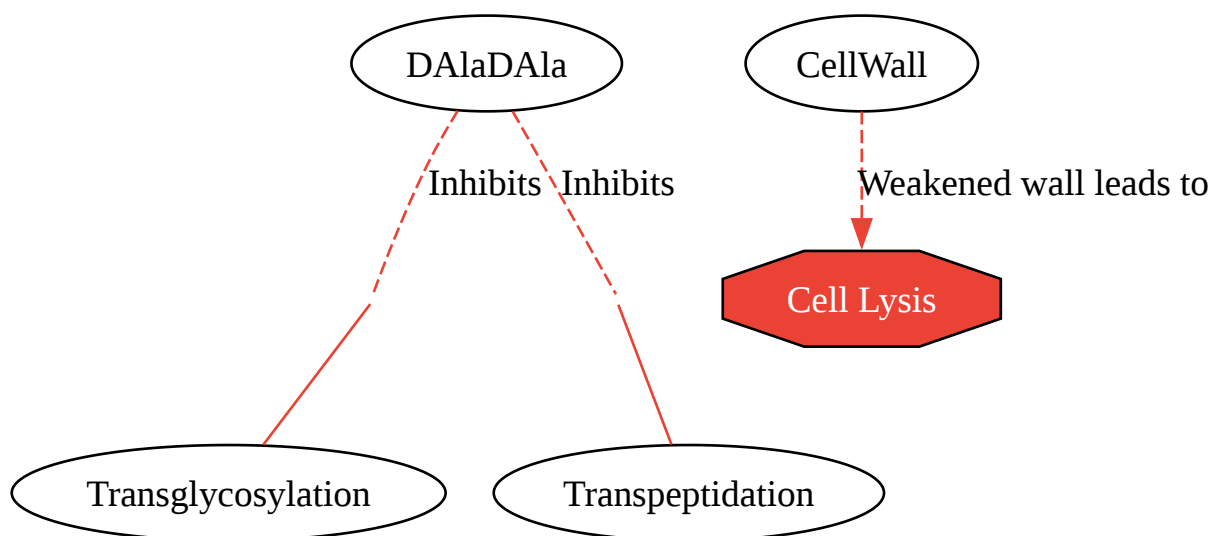 DAlaDAla
CellWall
Inhibits
Inhibits
Weakened wall leads to
Cell Lysis
Transglycosylation
Transpeptidation